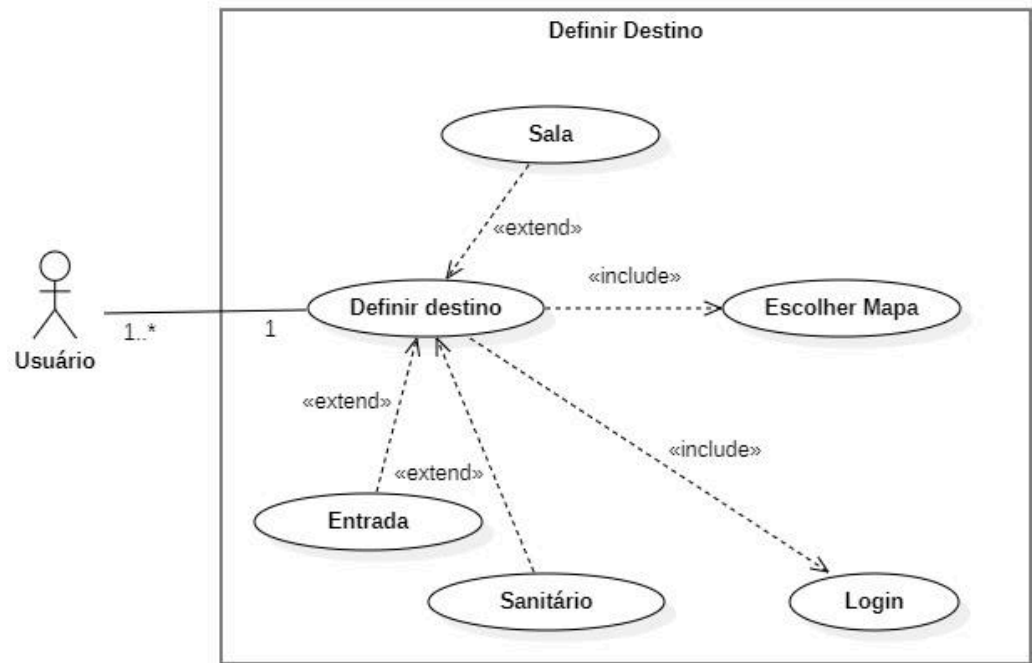 Definir Destino
Sala
«extend»
«include»
Definir destino
Escolher Mapa
1..*
1
Usuário
«extend»
«include»
«extend»
Entrada
Sanitário
Login